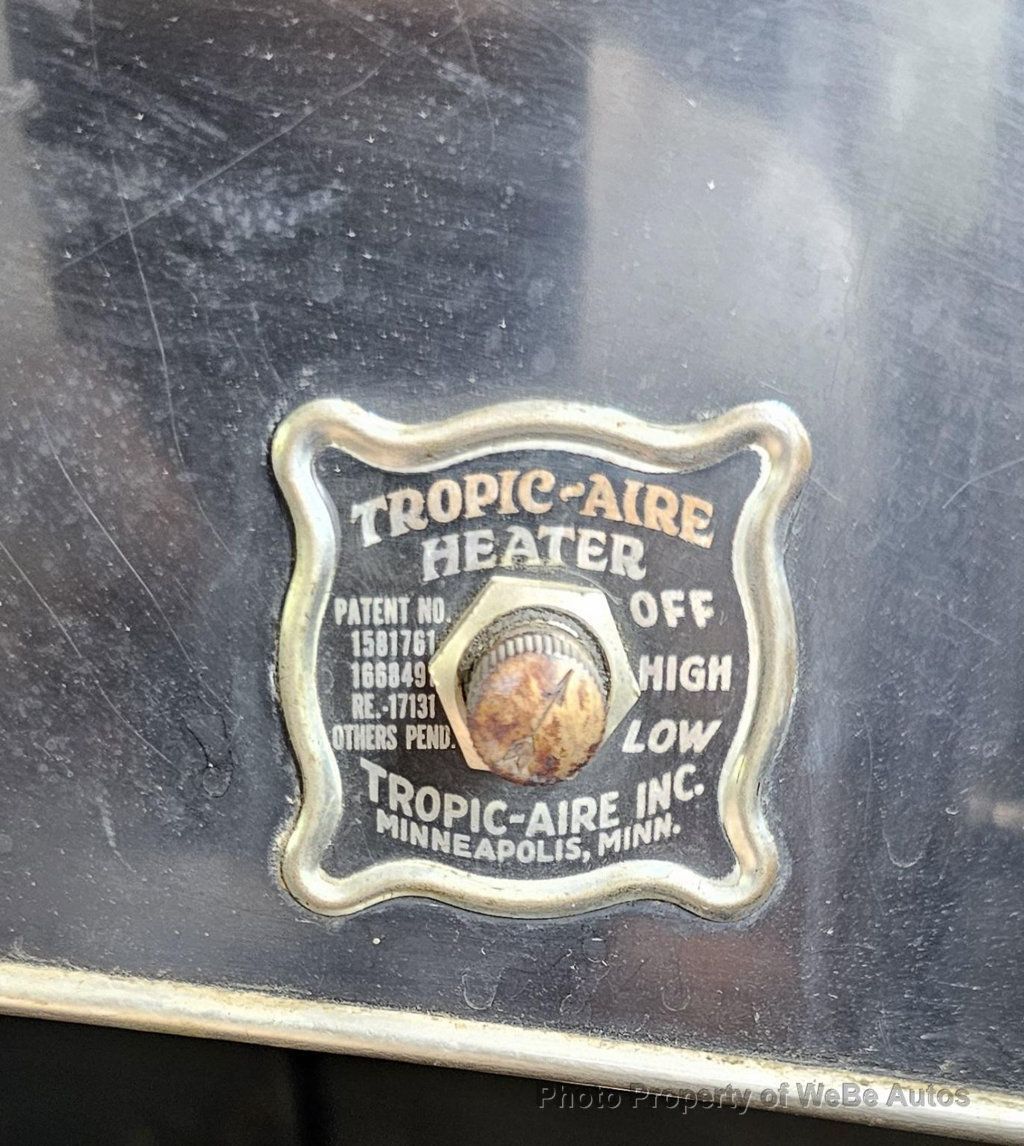 TROPIC-AIRE
HEATER
PATENT NO.
1581761
1668491
RE.-17131
OTHERS PEND.
OFF
HIGH
LOW
TROPIC-AIRE INC.
MINNEAPOLIS, MINN.
Photo Property of WeBe Autos